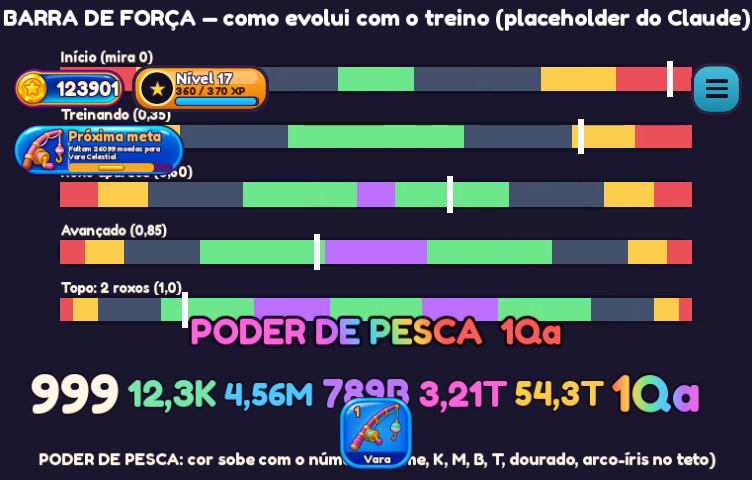 BARRA DE FORÇA — como evolui com o treino (placeholder do Claude)
Início (mira 0)
123901
Nível 17
360 / 370 XP
Treinando (0,35)
Próxima meta
Faltam 26099 moedas para
Vara Celestial
Avançado (0,85)
Topo: 2 roxos (1,0)
PODER DE PESCA 1Qa
999 12,3K 4,56M 789B 3,21T 54,3T 1Qa
1
Vara
PODER DE PESCA: cor sobe com o núm me, K, M, B, T, dourado, arco-íris no teto)